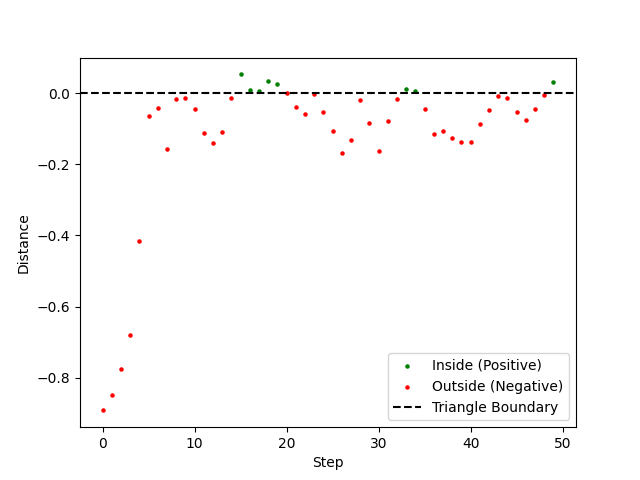 0.0
−0.2
−0.4
−0.6
−0.8
Distance
0 10 20 30 40 50
Step
Inside (Positive)
Outside (Negative)
Triangle Boundary